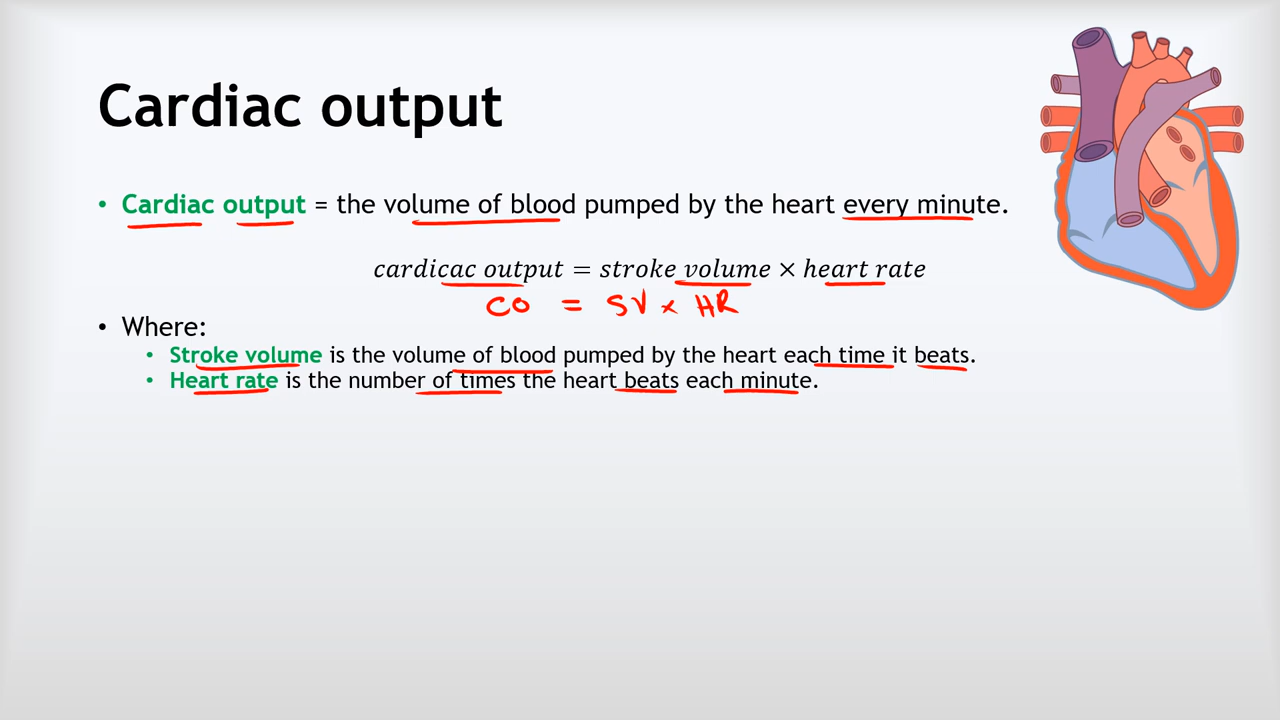 Cardiac output
• Cardiac output = the volume of blood pumped by the heart every minute.
cardicac output = stroke volume × heart rate
CO = SV × HR
• Where:
• Stroke volume is the volume of blood pumped by the heart each time it beats.
• Heart rate is the number of times the heart beats each minute.